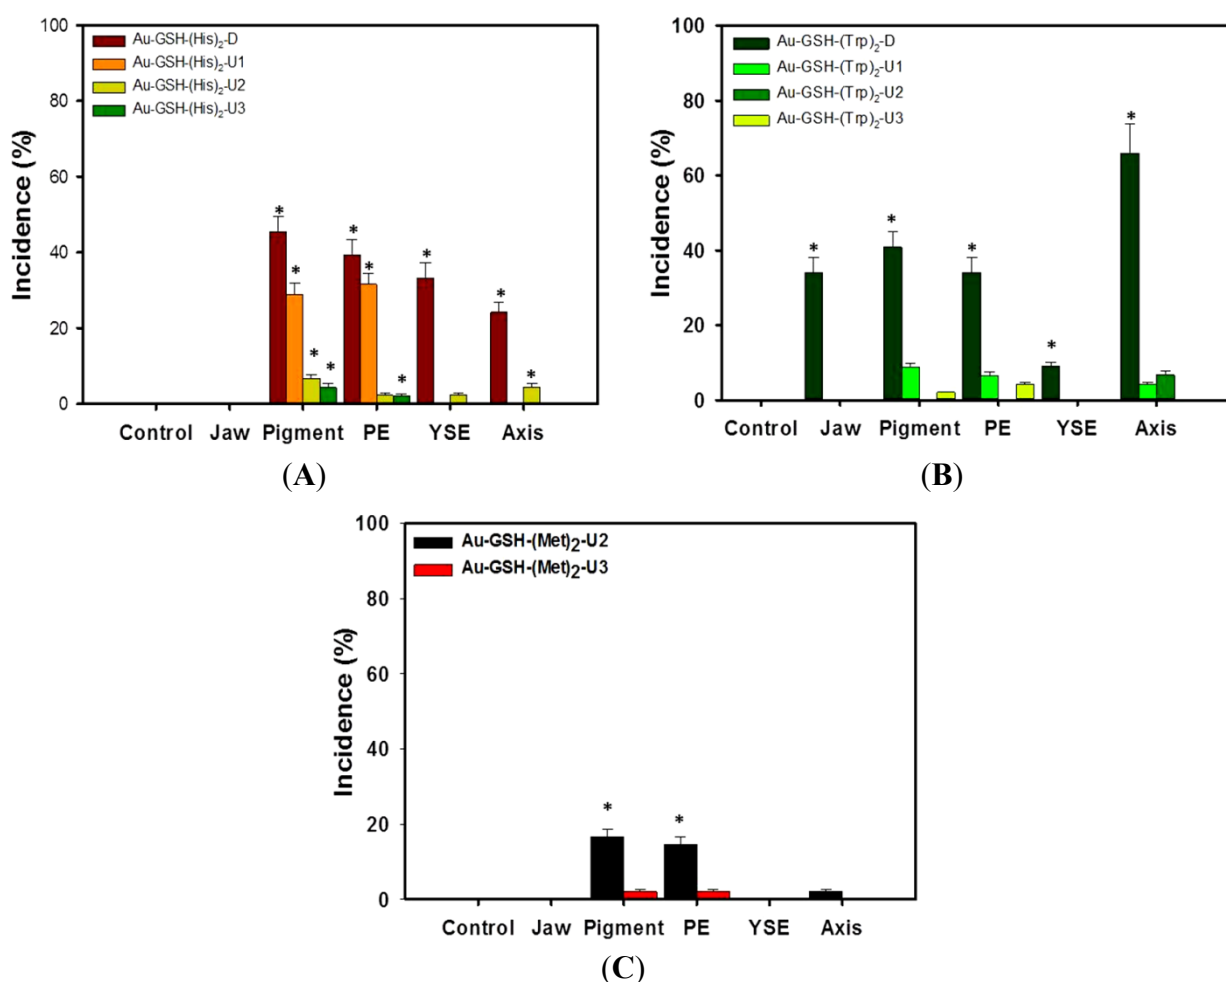 100
80
60
40
20
0
Incidence (%)
Au-GSH-(His)2-D
Au-GSH-(His)2-U1
Au-GSH-(His)2-U2
Au-GSH-(His)2-U3
* * * * * * * * * *
Control Jaw Pigment PE YSE Axis
(A)
100
80
60
40
20
0
Incidence (%)
Au-GSH-(Trp)2-D
Au-GSH-(Trp)2-U1
Au-GSH-(Trp)2-U2
Au-GSH-(Trp)2-U3
* * * * *
Control Jaw Pigment PE YSE Axis
(B)
100
80
60
40
20
0
Incidence (%)
Au-GSH-(Met)2-U2
Au-GSH-(Met)2-U3
* *
Control Jaw Pigment PE YSE Axis
(C)